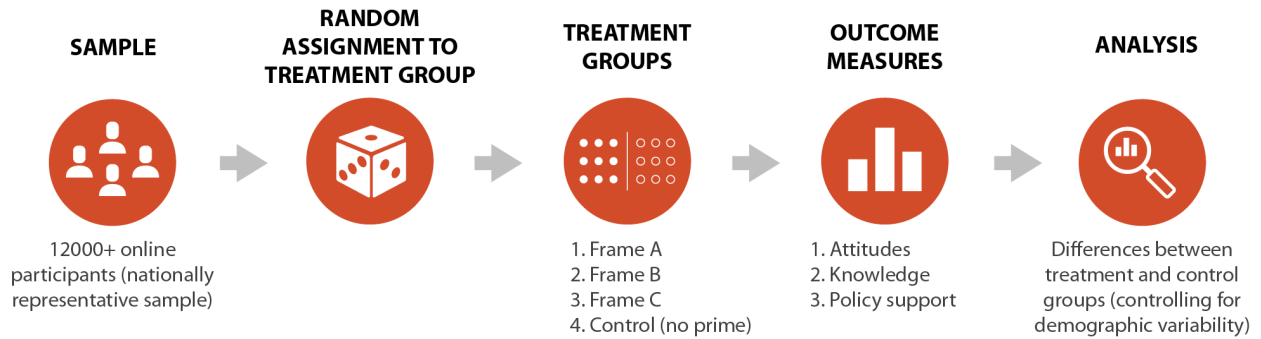 SAMPLE
12000+ online
participants (nationally
representative sample)
RANDOM
ASSIGNMENT TO
TREATMENT GROUP
TREATMENT
GROUPS
1. Frame A
2. Frame B
3. Frame C
4. Control (no prime)
OUTCOME
MEASURES
1. Attitudes
2. Knowledge
3. Policy support
ANALYSIS
Differences between
treatment and control
groups (controlling for
demographic variability)